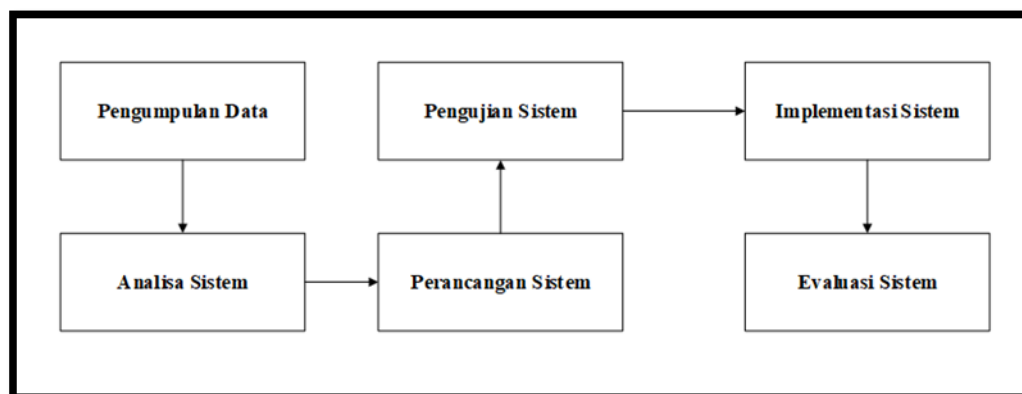 Pengumpulan Data
Pengujian Sistem
Implementasi Sistem
Analisa Sistem
Perancangan Sistem
Evaluasi Sistem